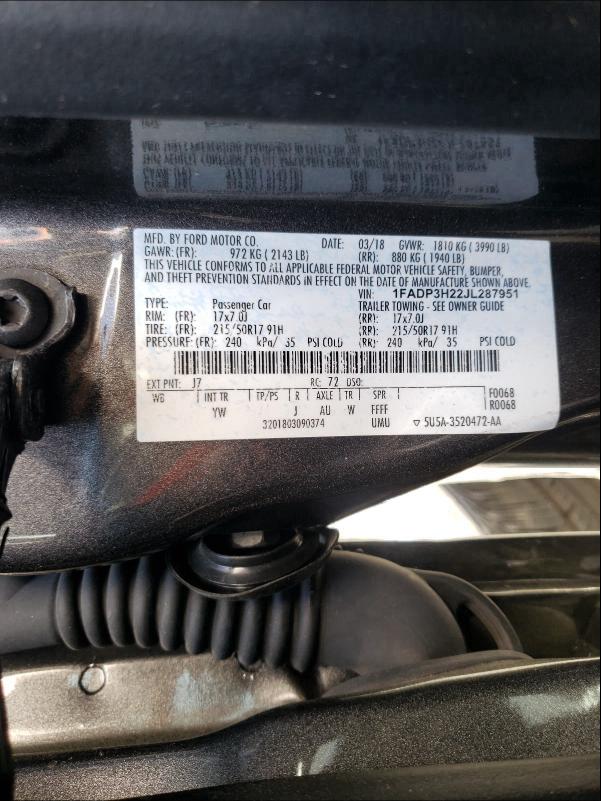 MFD. BY FORD MOTOR CO. 03/18 GVWR: 1810 KG ( 3990 LB)
GAWR: (FR): 972 KG ( 2143 LB) (RR): 880 KG ( 1940 LB)
THIS VEHICLE CONFORMS TO ALL APPLICABLE FEDERAL MOTOR VEHICLE SAFETY, BUMPER,
AND THEFT PREVENTION STANDARDS IN EFFECT ON THE DATE OF MANUFACTURE SHOWN ABOVE.
VIN: 1FADP3H22JL287951
TYPE: Passenger Car TRAILER TOWING - SEE OWNER GUIDE
RIM: (FR): 17x7.0J (RR): 17x7.0J
TIRE: (FR): 215/50R17 91H (RR): 215/50R17 91H
PRESSURE: (FR): 240 kPa/ 35 PSI COLD (RR): 240 kPa/ 35 PSI COLD
EXT PNT: J7 RC: 72 DSO: F0068
WB INT TR TP/PS R AXLE TR SPR R0068
YW J AU W FFFF
3201803090374 UMU ▽ 5U5A-3520472-AA